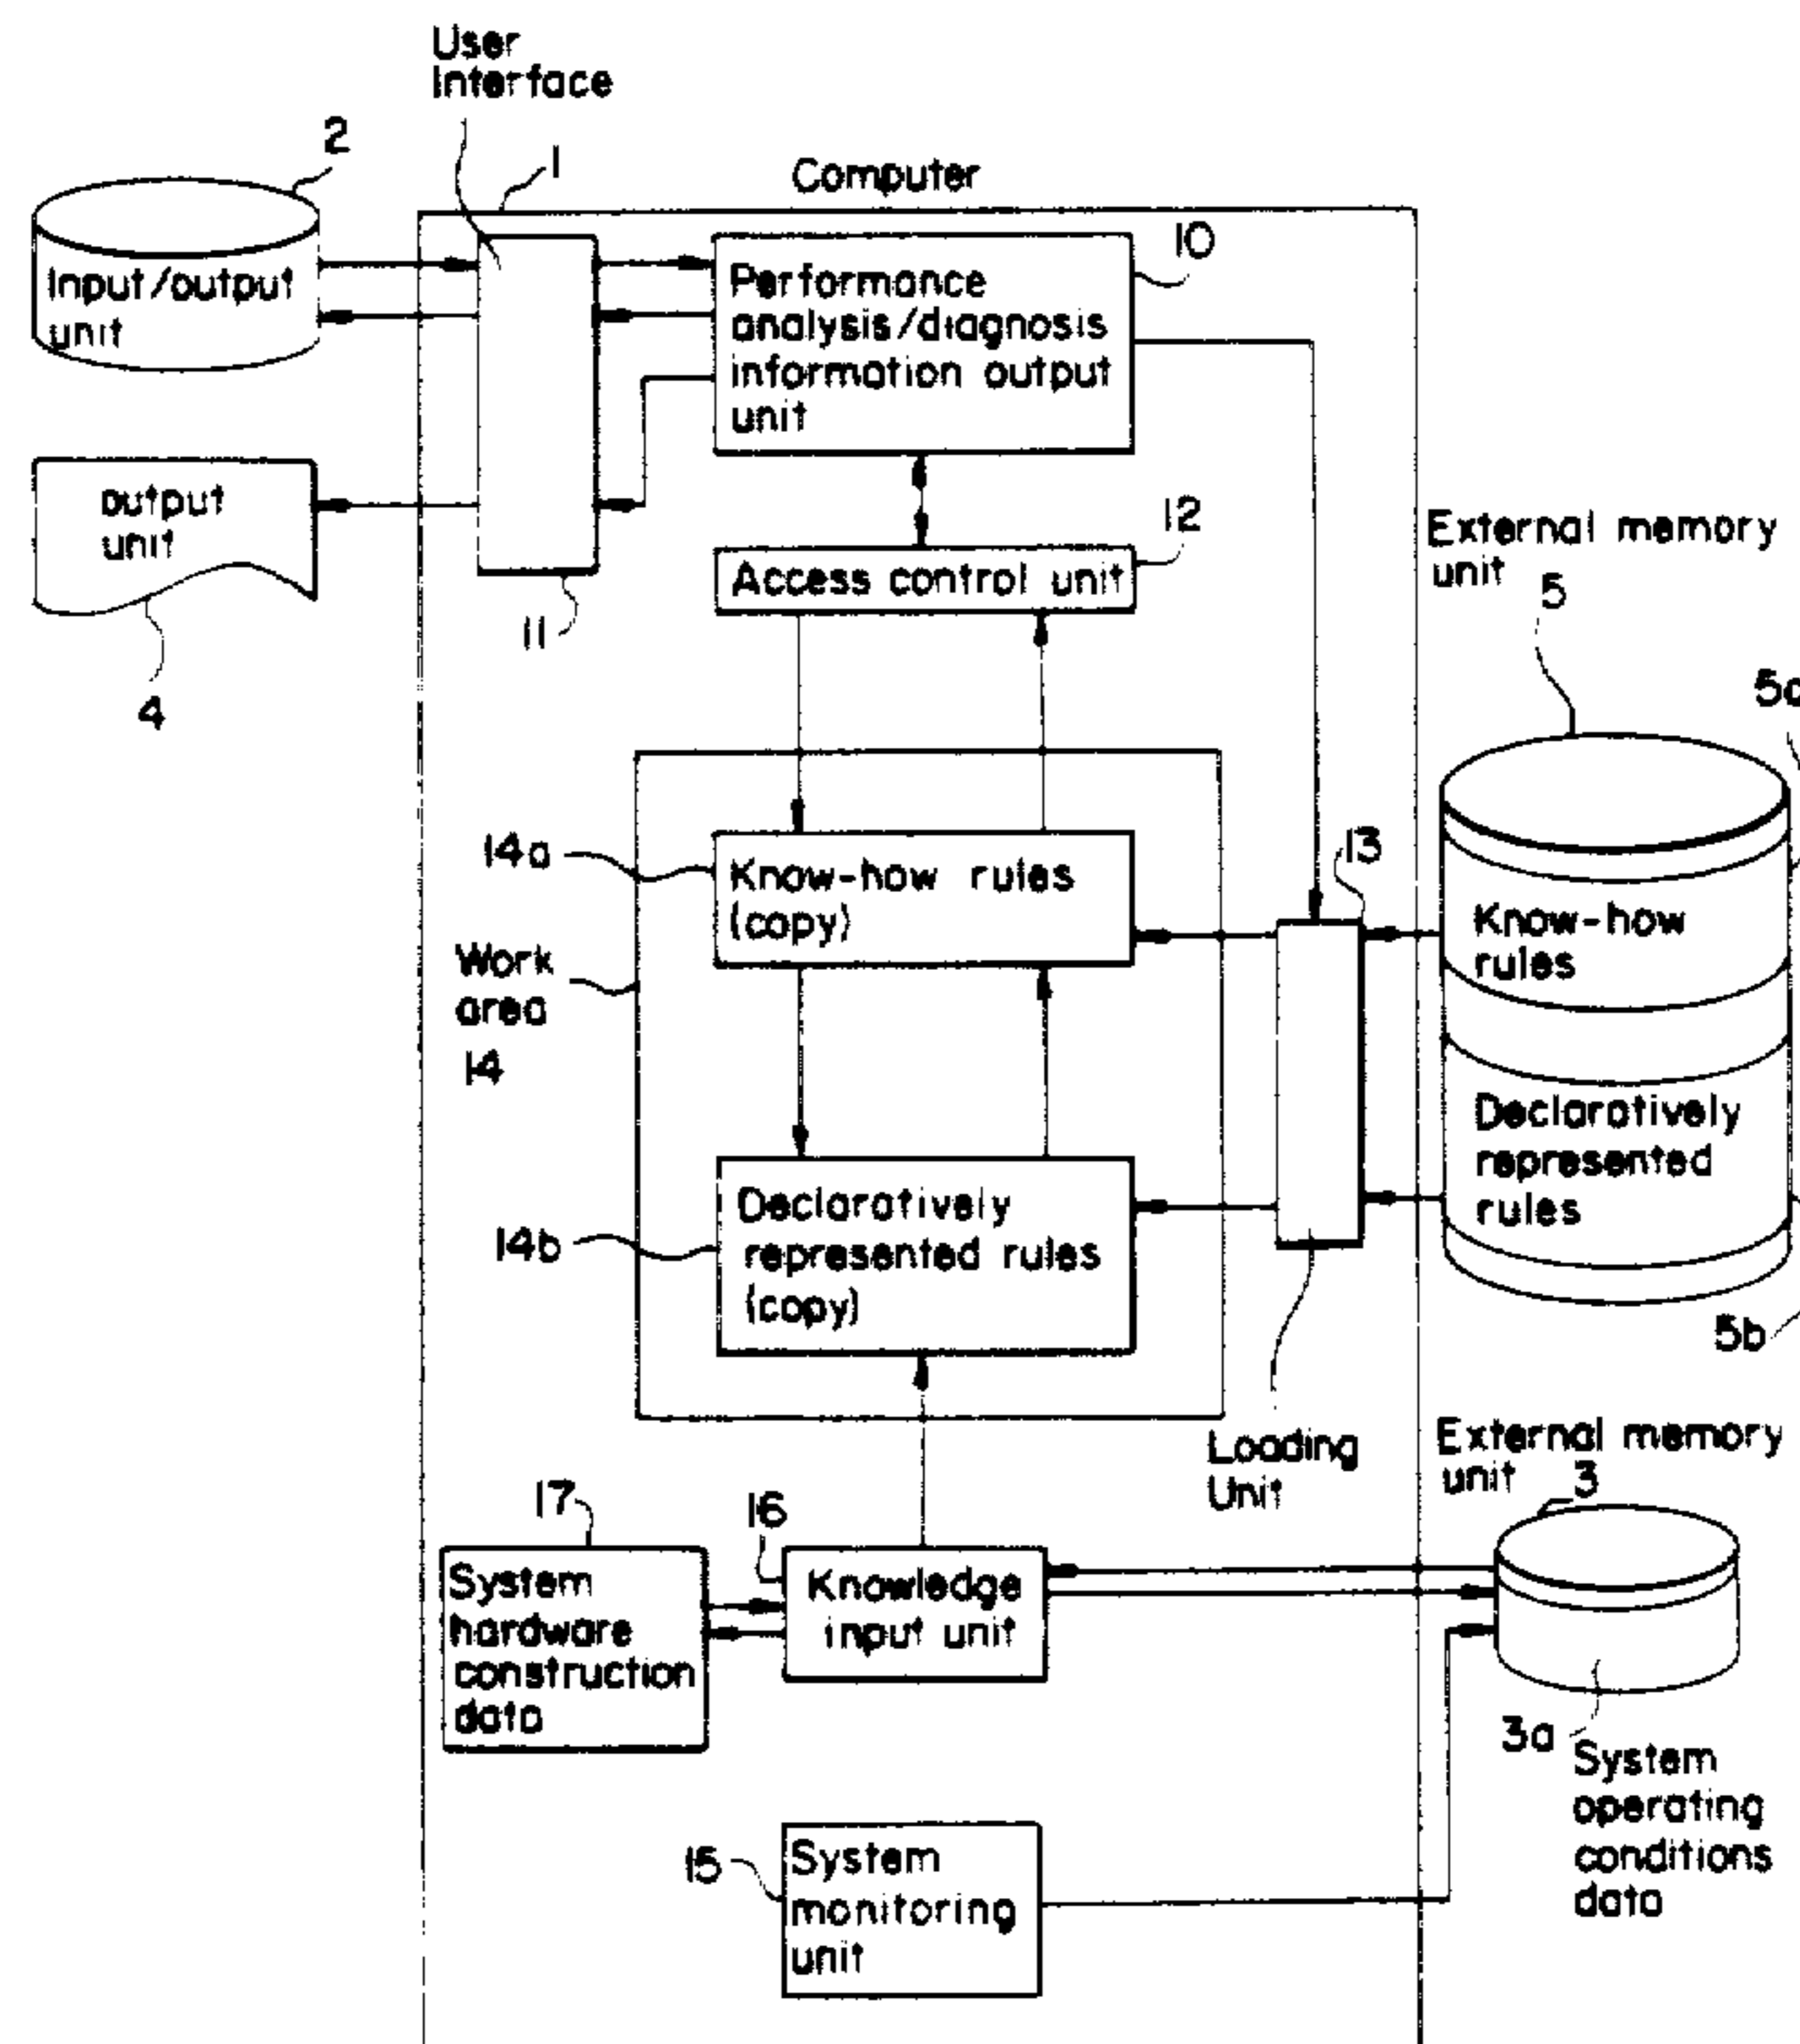 User
Interface
2
1
Computer
Input/output
unit
10
Performance
analysis/diagnosis
information output
unit
output
unit
4
11
12
Access control unit
External memory
unit
5
14a
Know-how rules
(copy)
13
Know-how
rules
Work
area
14
Declaratively
represented
rules
14b
Declaratively
represented rules
(copy)
5b
Loading
Unit
External memory
unit
3
17
System
hardware
construction
data
16
Knowledge
input unit
3a
System
operating
conditions
data
15
System
monitoring
unit